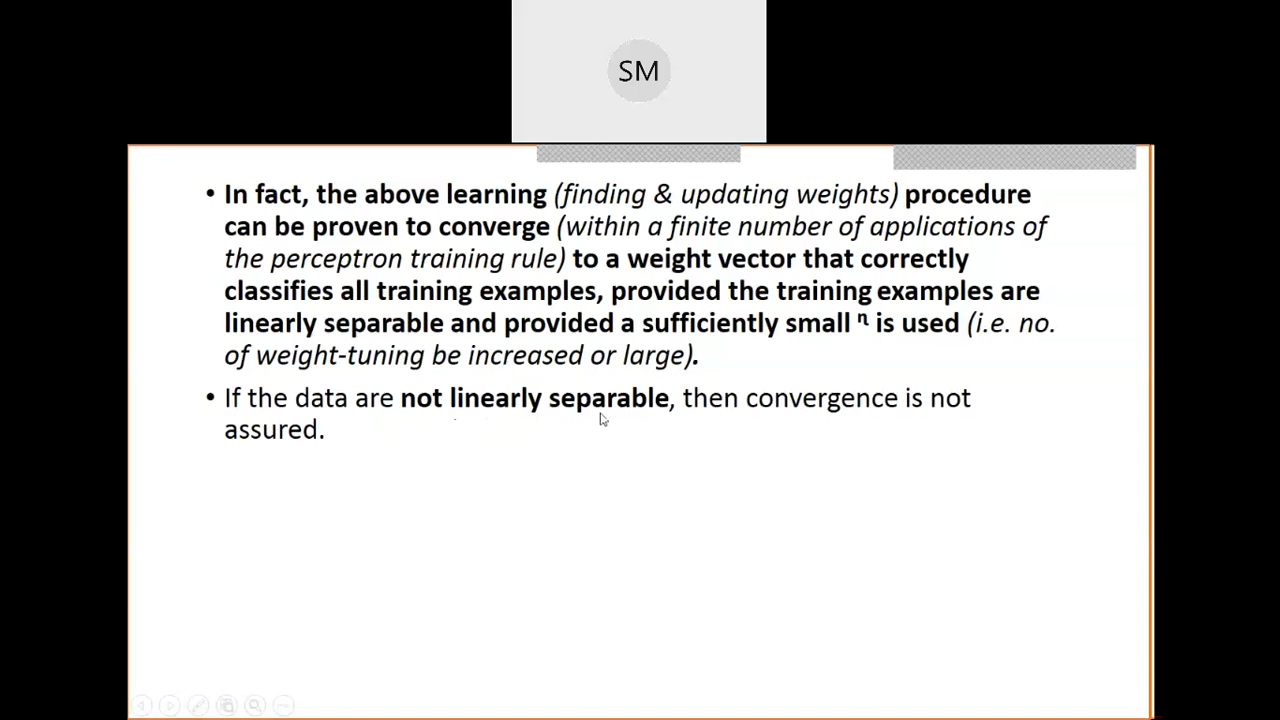 SM
• In fact, the above learning (finding & updating weights) procedure
can be proven to converge (within a finite number of applications of
the perceptron training rule) to a weight vector that correctly
classifies all training examples, provided the training examples are
linearly separable and provided a sufficiently small η is used (i.e. no.
of weight-tuning be increased or large).
• If the data are not linearly separable, then convergence is not
assured.